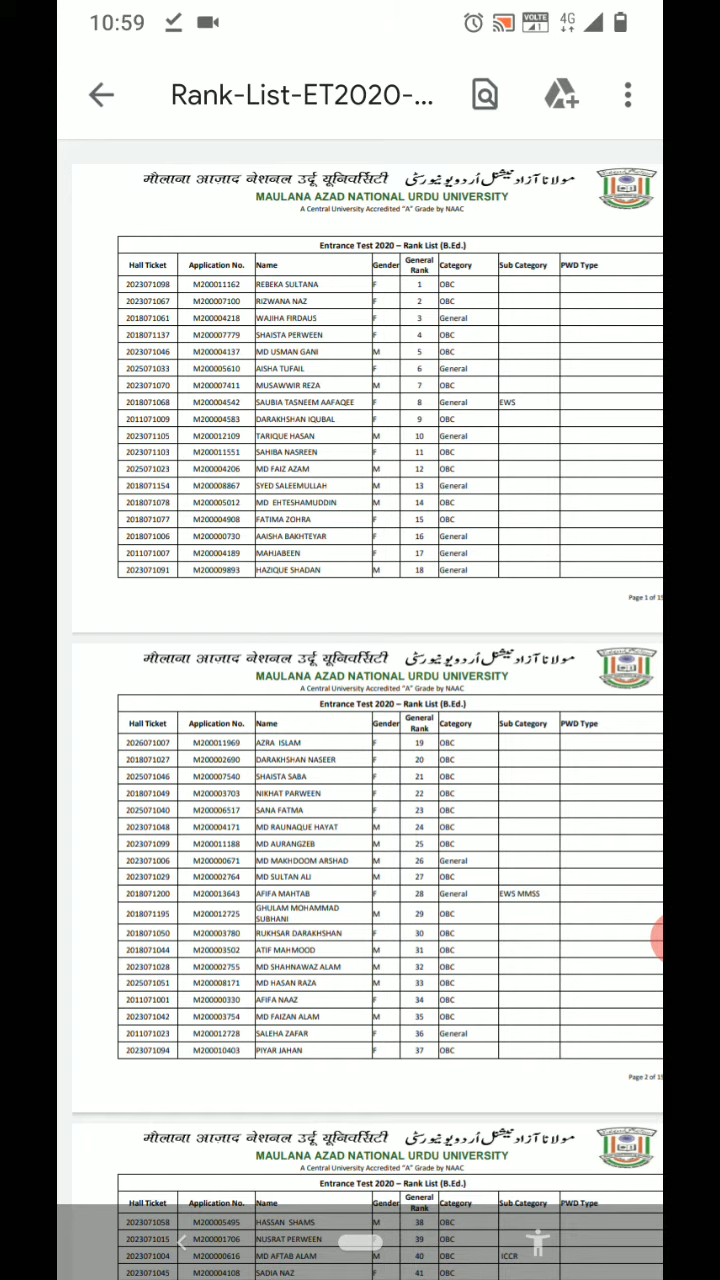 10:59 VOLTE 1 4G
Rank-List-ET2020-...
मौलाना आज़ाद नेशनल उर्दू यूनिवर्सिटी مولانا آزاد نیشنل اُردو یونیورسٹی
MAULANA AZAD NATIONAL URDU UNIVERSITY
A Central University Accredited "A" Grade by NAAC
Entrance Test 2020 – Rank List (B.Ed.)
Hall Ticket Application No. Name Gender General Rank Category Sub Category PWD Type
2023071098 M200011162 REBEKA SULTANA F 1 OBC
2023071067 M200007100 RIZWANA NAZ F 2 OBC
2018071061 M200004218 WAJIHA FIRDAUS F 3 General
2018071137 M200007779 SHAISTA PERWEEN F 4 OBC
2023071046 M200004137 MD USMAN GANI M 5 OBC
2025071033 M200005610 AISHA TUFAIL F 6 General
2023071070 M200007411 MUSAWWIR REZA M 7 OBC
2018071068 M200004542 SAUBIA TASNEEM AAFAQEE F 8 General EWS
2011071009 M200004583 DARAKHSHAN IQUBAL F 9 OBC
2023071105 M200012109 TARIQUE HASAN M 10 General
2023071103 M200011551 SAHIBA NASREEN F 11 OBC
2025071023 M200004206 MD FAIZ AZAM M 12 OBC
2018071154 M200008867 SYED SALEEMULLAH M 13 General
2018071078 M200005012 MD EHTESHAMUDDIN M 14 OBC
2018071077 M200004908 FATIMA ZOHRA F 15 OBC
2018071006 M200000730 AAISHA BAKHTEYAR F 16 General
2011071007 M200004189 MAHJABEEN F 17 General
2023071091 M200009893 HAZIQUE SHADAN M 18 General
Page 1 of 15
मौलाना आज़ाद नेशनल उर्दू यूनिवर्सिटी مولانا آزاد نیشنل اُردو یونیورسٹی
MAULANA AZAD NATIONAL URDU UNIVERSITY
A Central University Accredited "A" Grade by NAAC
Entrance Test 2020 – Rank List (B.Ed.)
Hall Ticket Application No. Name Gender General Rank Category Sub Category PWD Type
2026071007 M200011969 AZRA ISLAM F 19 OBC
2018071027 M200002690 DARAKHSHAN NASEER F 20 OBC
2025071046 M200007540 SHAISTA SABA F 21 OBC
2018071049 M200003703 NIKHAT PARWEEN F 22 OBC
2025071040 M200006517 SANA FATMA F 23 OBC
2023071048 M200004171 MD RAUNAQUE HAYAT M 24 OBC
2023071099 M200011188 MD AURANGZEB M 25 OBC
2023071006 M200000671 MD MAKHDOOM ARSHAD M 26 General
2023071029 M200002764 MD SULTAN ALI M 27 OBC
2018071200 M200013643 AFIFA MAHTAB F 28 General EWS MMSS
2018071195 M200012725 GHULAM MOHAMMAD SUBHANI M 29 OBC
2018071050 M200003780 RUKHSAR DARAKHSHAN F 30 OBC
2018071044 M200003502 ATIF MAHMOOD M 31 OBC
2023071028 M200002755 MD SHAHNAWAZ ALAM M 32 OBC
2025071051 M200008171 MD HASAN RAZA M 33 OBC
2011071001 M200000330 AFIFA NAAZ F 34 OBC
2023071042 M200003754 MD FAIZAN ALAM M 35 OBC
2011071023 M200012728 SALEHA ZAFAR F 36 General
2023071094 M200010403 PIYAR JAHAN F 37 OBC
Page 2 of 15
मौलाना आज़ाद नेशनल उर्दू यूनिवर्सिटी مولانا آزاد نیشنل اُردو یونیورسٹی
MAULANA AZAD NATIONAL URDU UNIVERSITY
A Central University Accredited "A" Grade by NAAC
Entrance Test 2020 – Rank List (B.Ed.)
Hall Ticket Application No. Name Gender General Rank Category Sub Category PWD Type
2023071058 M200005495 HASSAN SHAMS M 38 OBC
2023071015 M200001706 NUSRAT PERWEEN F 39 OBC
2023071004 M200000616 MD AFTAB ALAM M 40 OBC ICCR
2023071045 M200004108 SADIA NAZ F 41 OBC